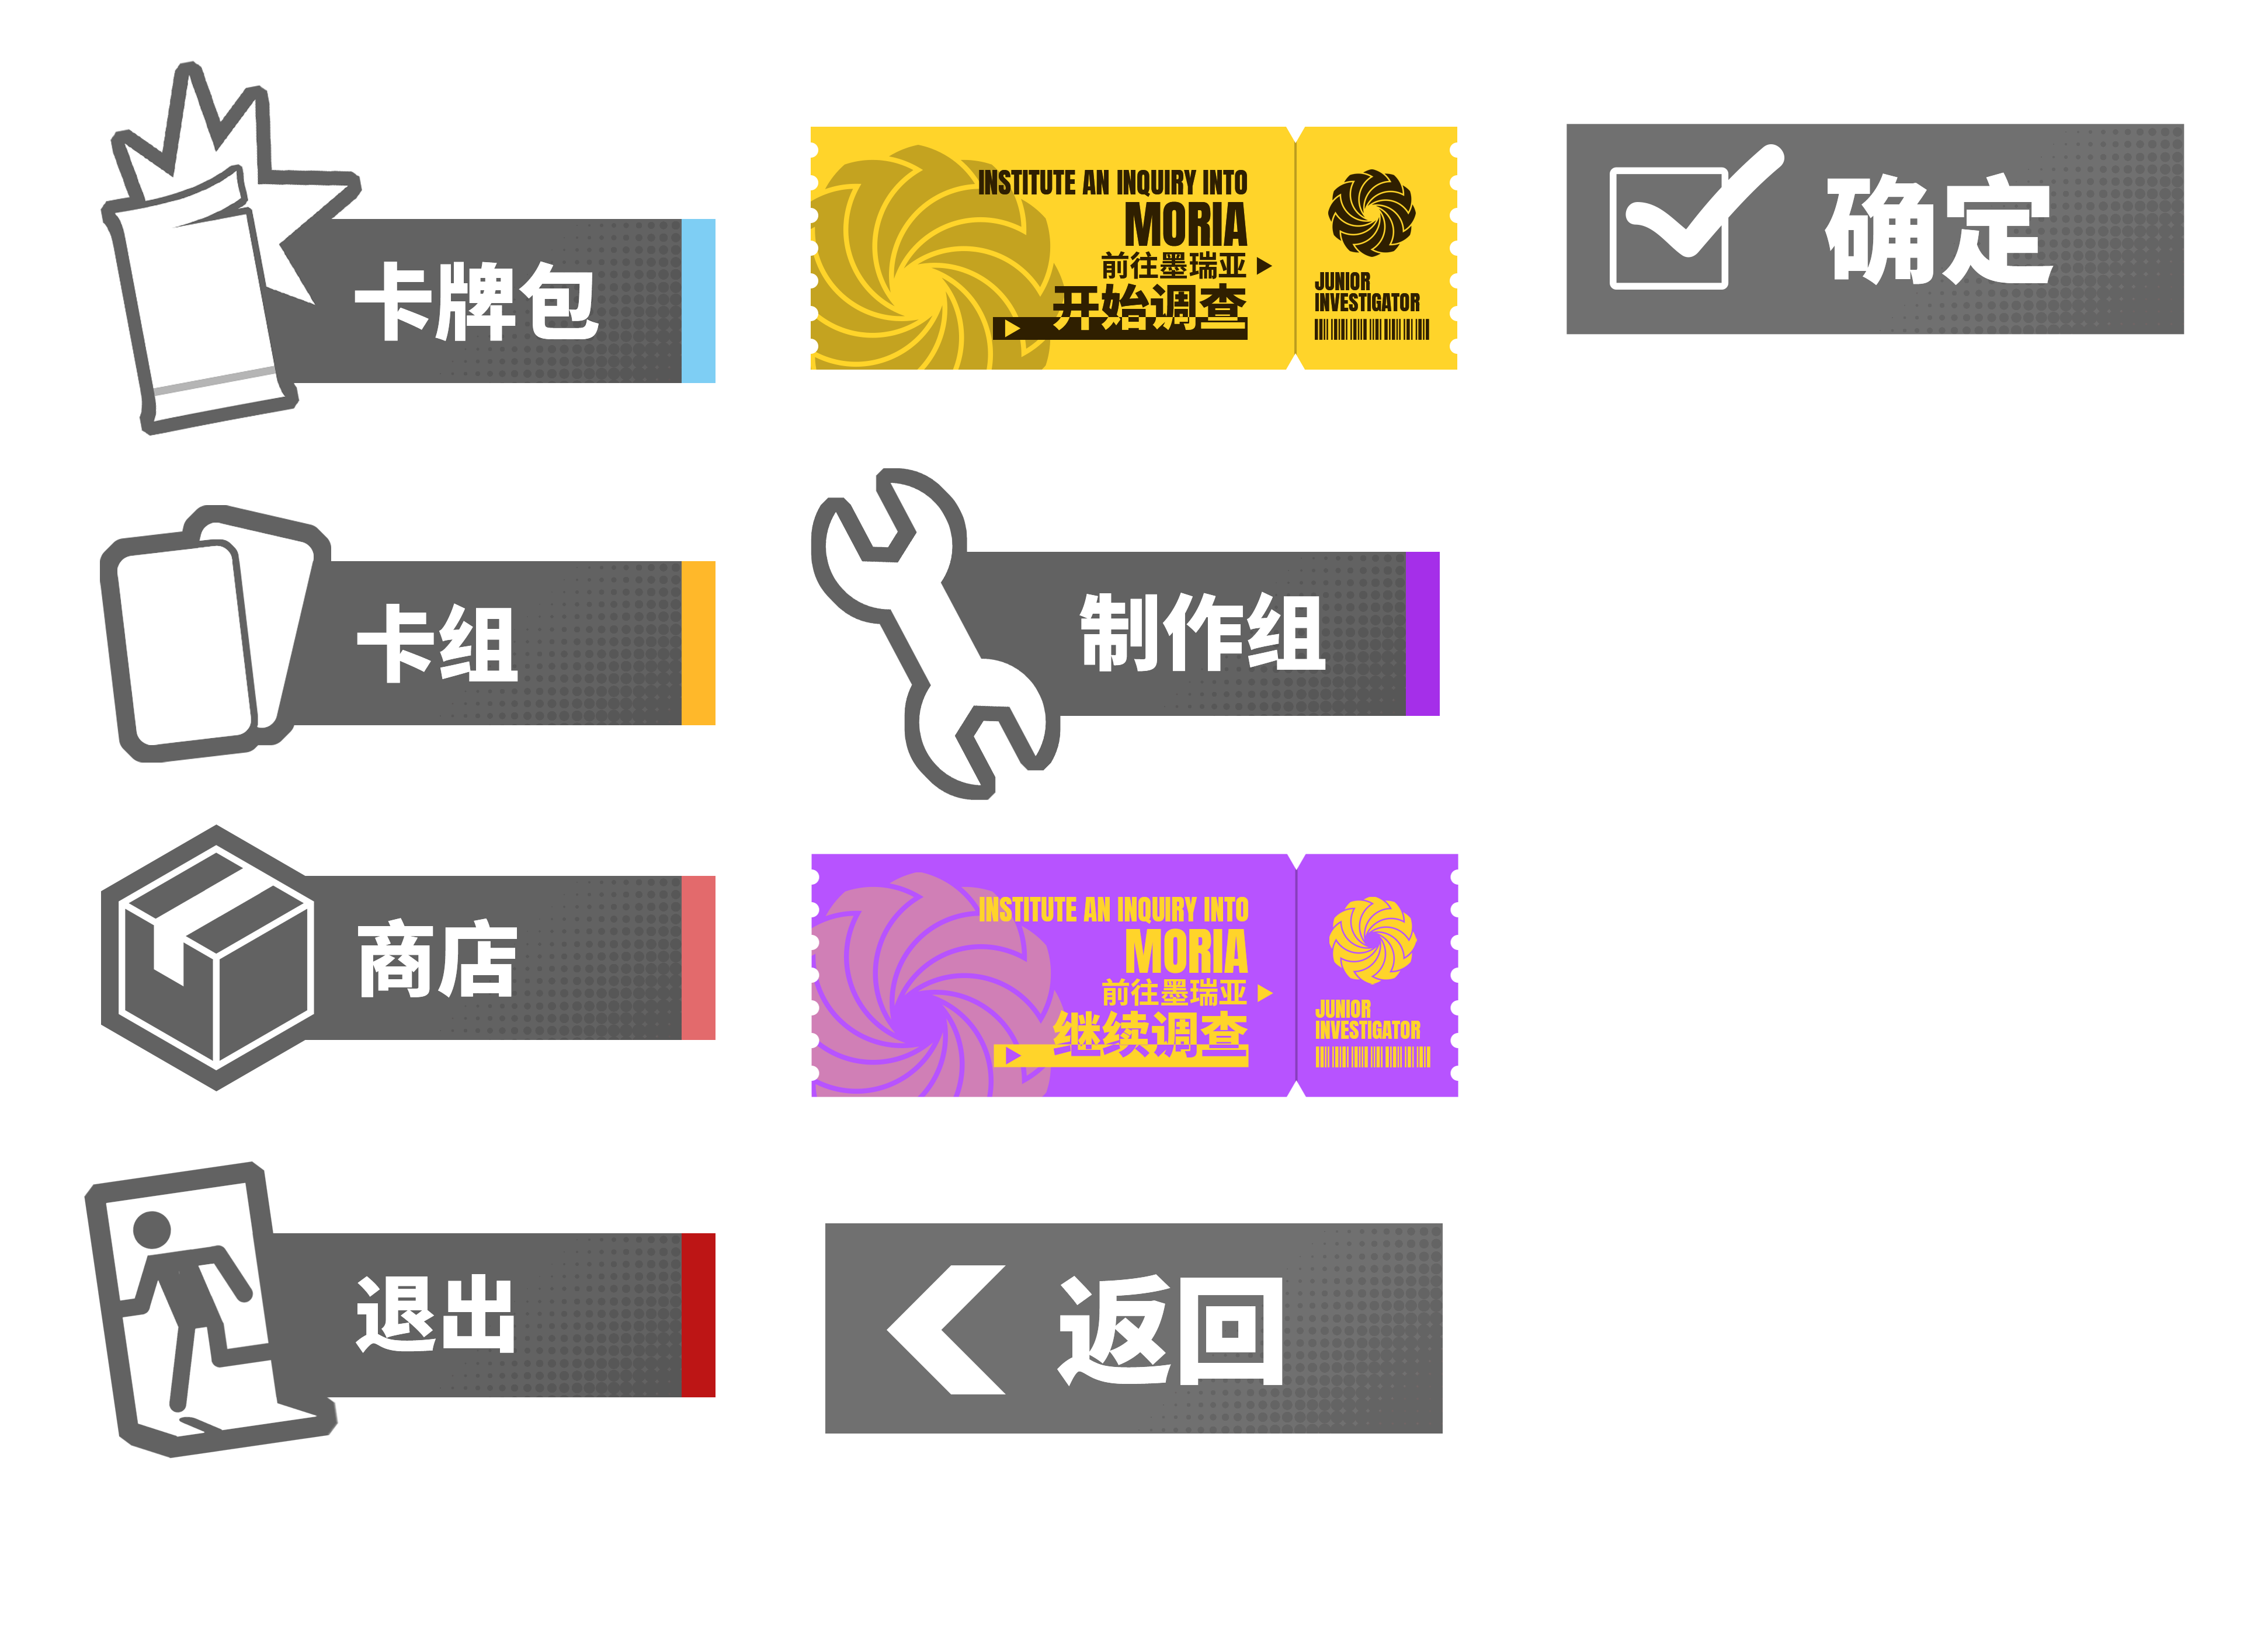 卡牌包
INSTITUTE AN INQUIRY INTO
MORIA
前往墨瑞亚
开始调查
JUNIOR
INVESTIGATOR
确定
卡组
制作组
商店
INSTITUTE AN INQUIRY INTO
MORIA
前往墨瑞亚
继续调查
JUNIOR
INVESTIGATOR
退出
返回